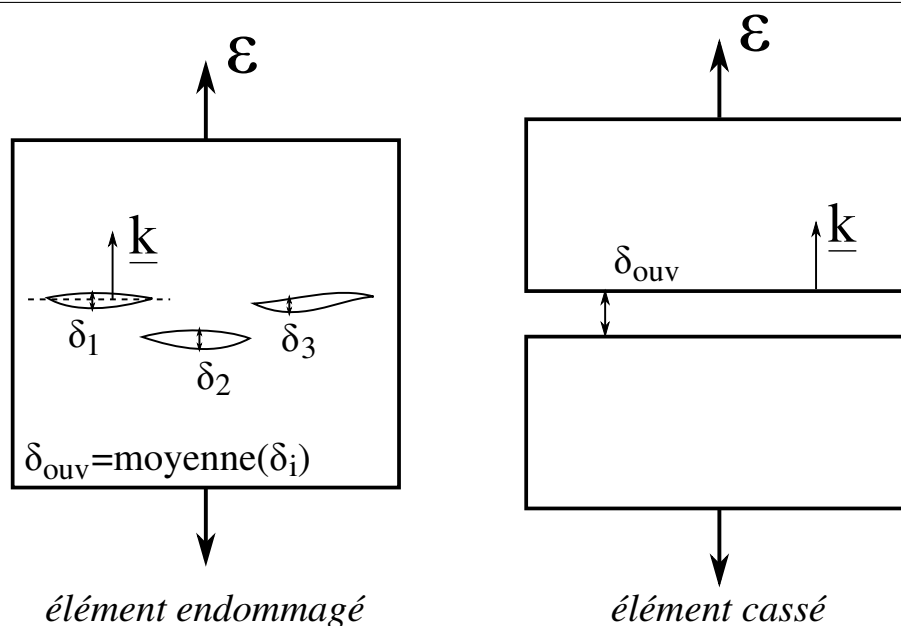 ε
k
δ1
δ2
δ3
δouv=moyenne(δi)
élément endommagé
ε
k
δouv
élément cassé